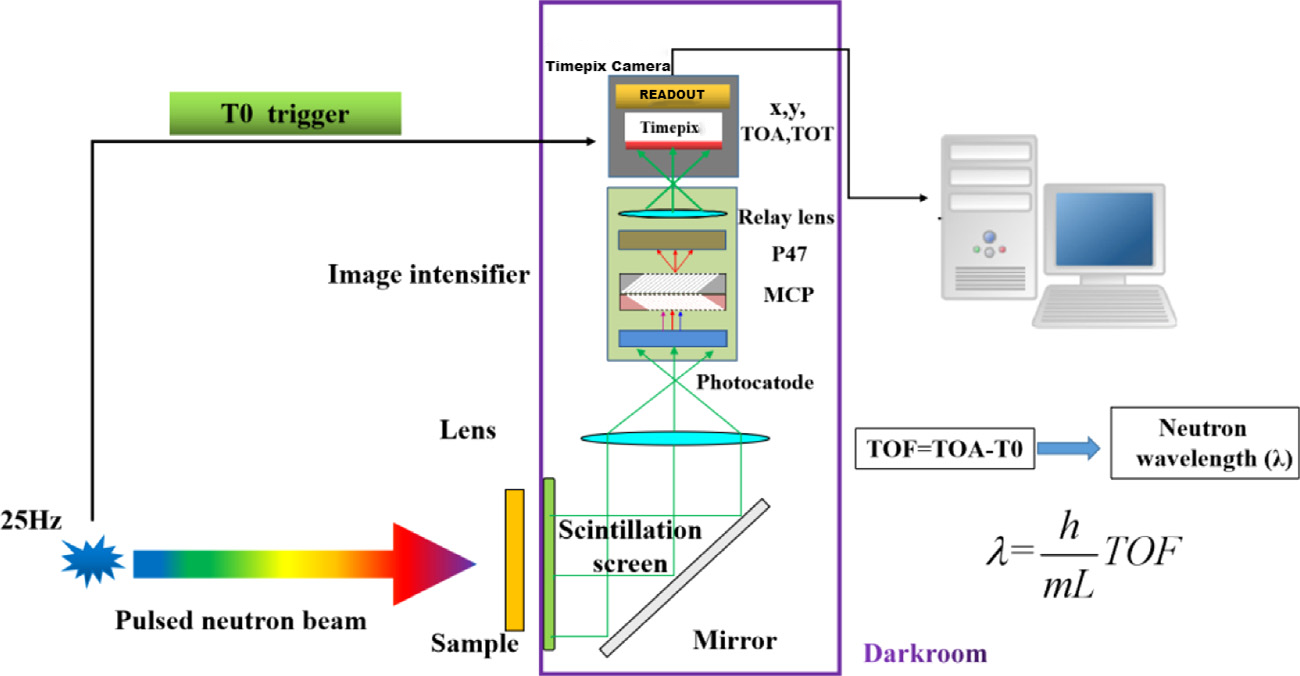 Timepix Camera
READOUT
T0 trigger
Timepix
x,y,
TOA,TOT
Relay lens
P47
Image intensifier
MCP
Photocatode
Lens
TOF=TOA-T0
Neutron
wavelength (λ)
25Hz
Scintillation
screen
λ=h/mL TOF
Pulsed neutron beam
Sample
Mirror
Darkroom